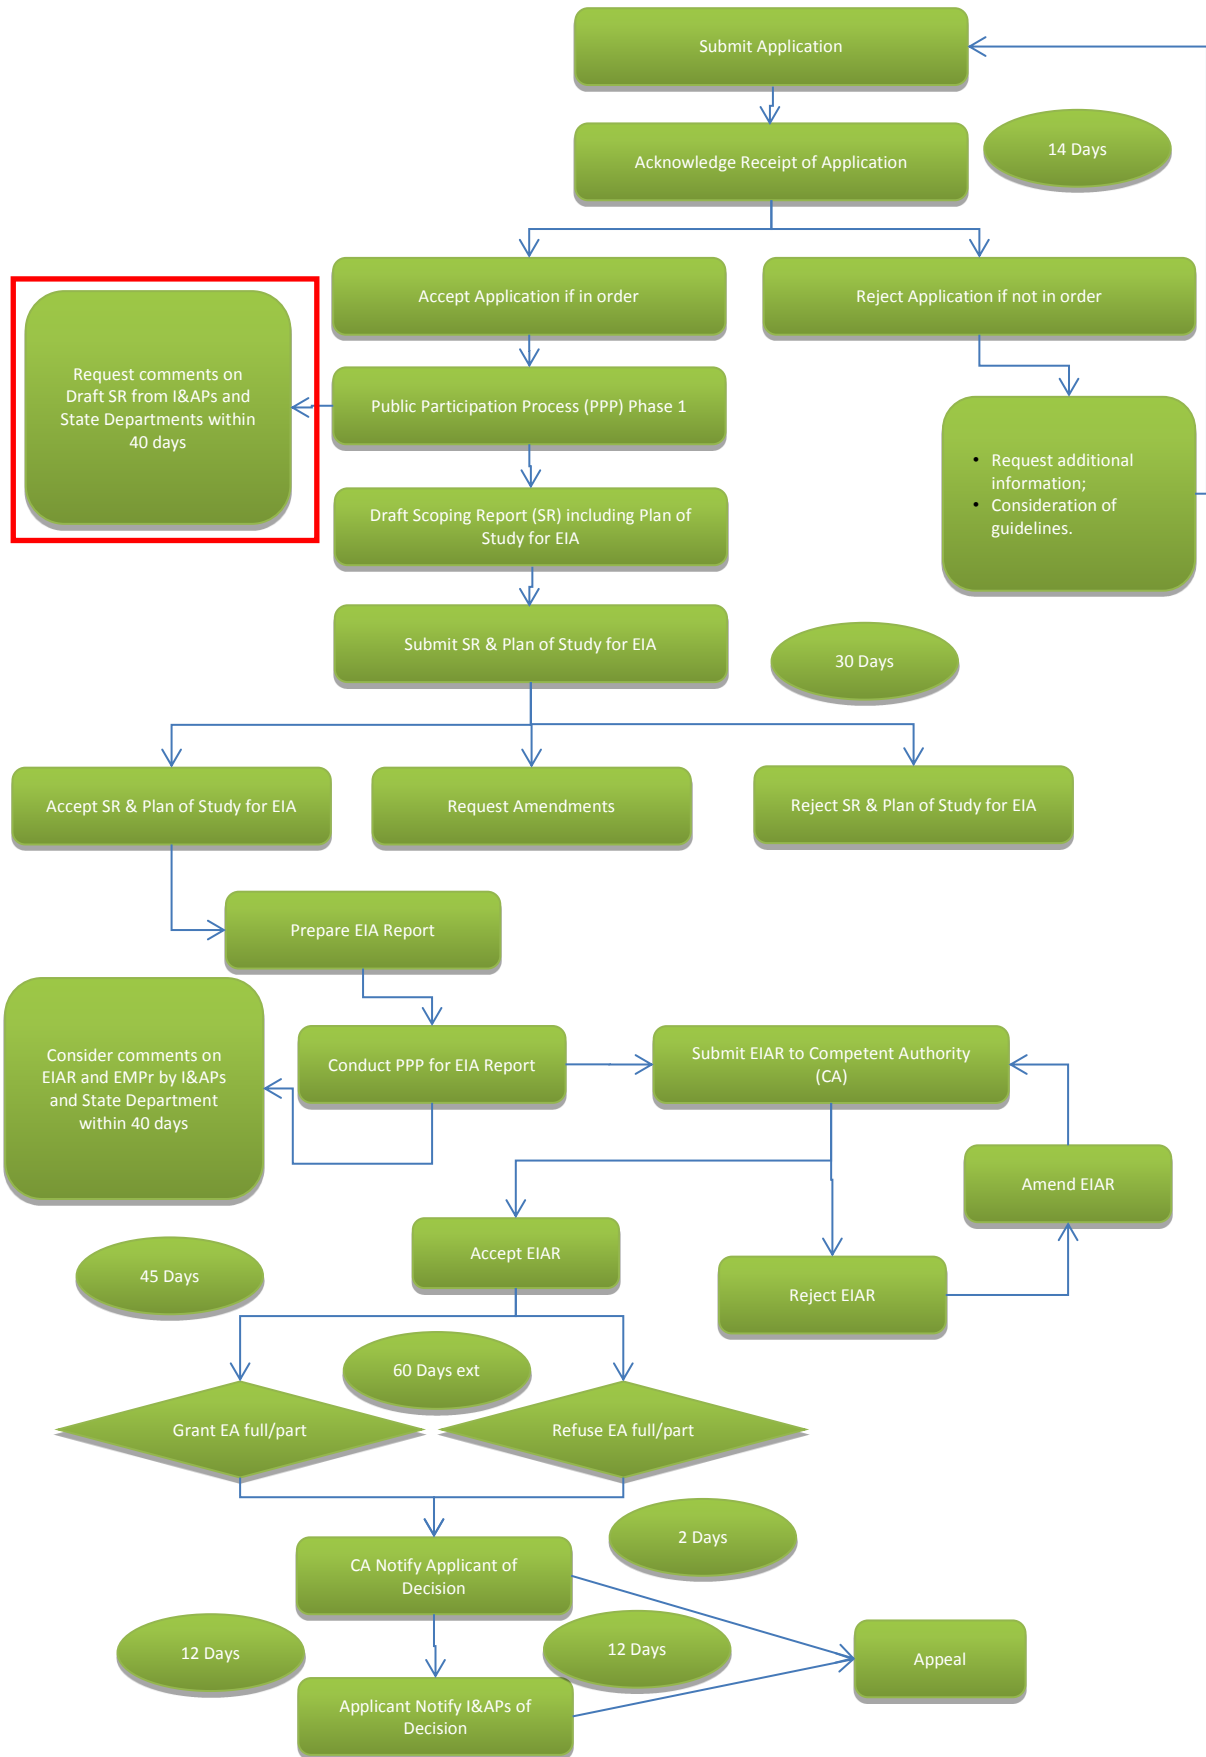 Submit Application
Acknowledge Receipt of Application
14 Days
Accept Application if in order
Reject Application if not in order
Request comments on
Draft SR from I&APs and
State Departments within
40 days
Public Participation Process (PPP) Phase 1
• Request additional
information;
• Consideration of
guidelines.
Draft Scoping Report (SR) including Plan of
Study for EIA
Submit SR & Plan of Study for EIA
30 Days
Accept SR & Plan of Study for EIA
Request Amendments
Reject SR & Plan of Study for EIA
Prepare EIA Report
Consider comments on
EIAR and EMPr by I&APs
and State Department
within 40 days
Conduct PPP for EIA Report
Submit EIAR to Competent Authority
(CA)
Amend EIAR
Accept EIAR
45 Days
Reject EIAR
60 Days ext
Grant EA full/part
Refuse EA full/part
2 Days
CA Notify Applicant of
Decision
12 Days
12 Days
Appeal
Applicant Notify I&APs of
Decision